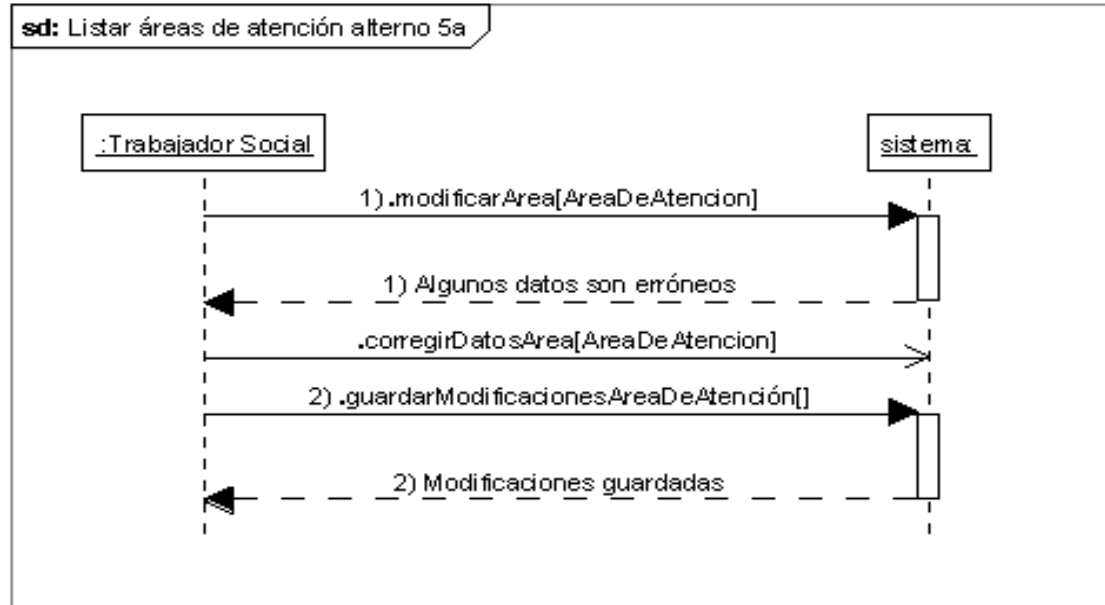 sd: Listar áreas de atención alterno 5a
:Trabajador Social
sistema:
1) .modificarArea[AreaDeAtencion]
1) Algunos datos son erróneos
.corregirDatosArea[AreaDeAtencion]
2) .guardarModificacionesAreaDeAtención[]
2) Modificaciones guardadas